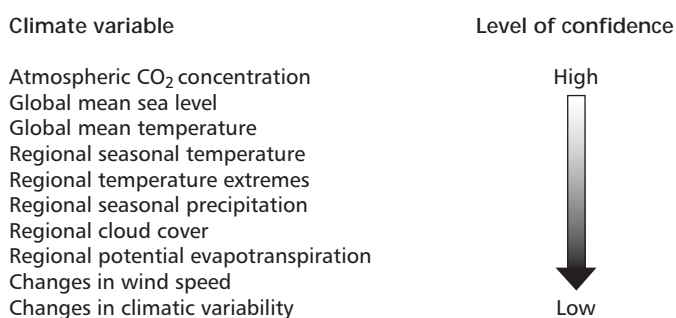 Climate variable Level of confidence
Atmospheric CO₂ concentration High
Global mean sea level
Global mean temperature
Regional seasonal temperature
Regional temperature extremes
Regional seasonal precipitation
Regional cloud cover
Regional potential evapotranspiration
Changes in wind speed
Changes in climatic variability Low